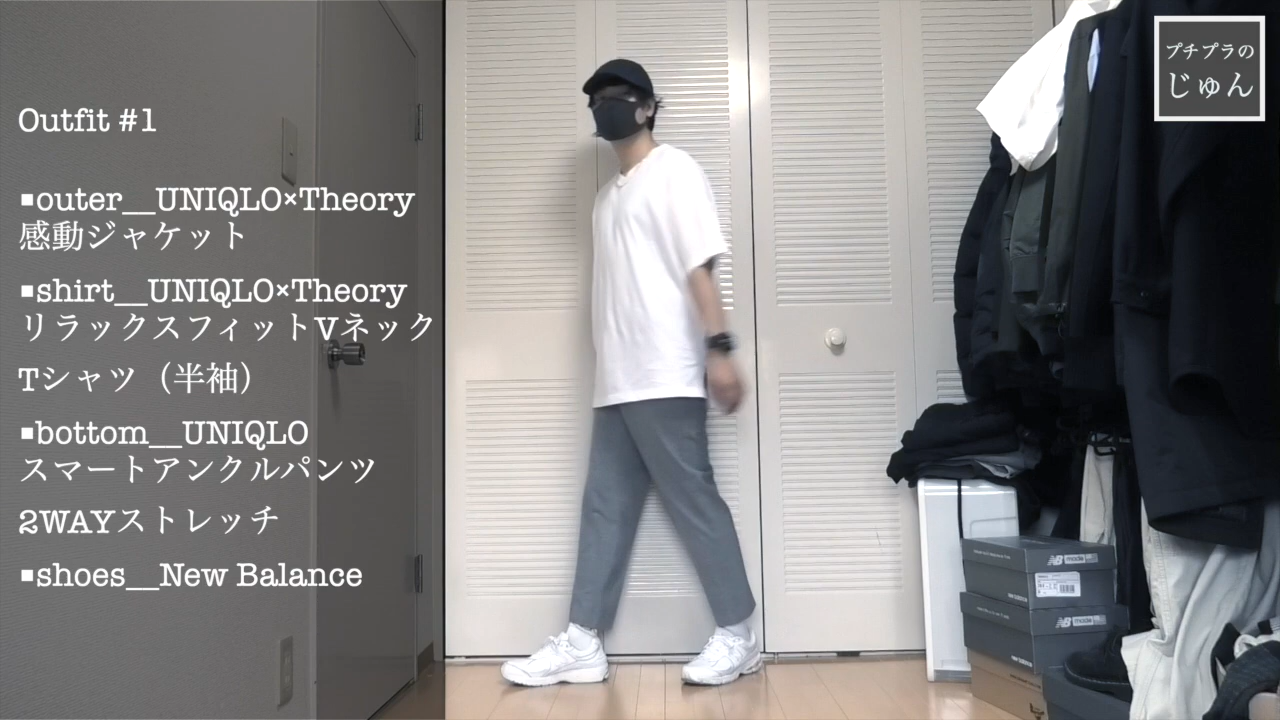 プチプラの
じゅん
Outfit #1
▪outer__UNIQLO×Theory
感動ジャケット
▪shirt__UNIQLO×Theory
リラックスフィットVネック
Tシャツ（半袖）
▪bottom__UNIQLO
スマートアンクルパンツ
2WAYストレッチ
▪shoes__New Balance